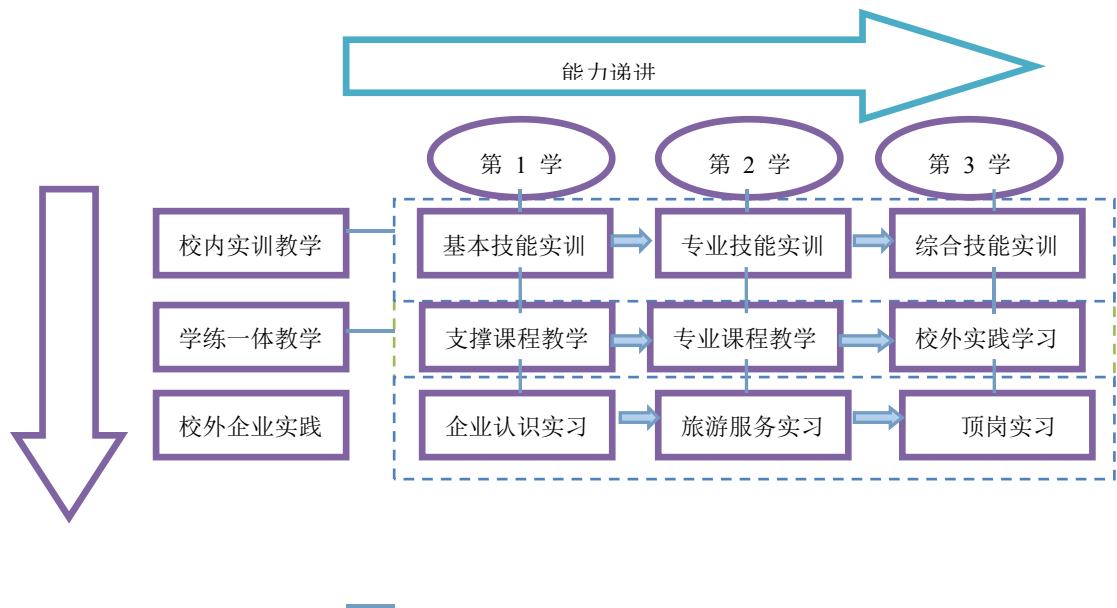 能力递进
第 1 学
第 2 学
第 3 学
校内实训教学
基本技能实训
专业技能实训
综合技能实训
学练一体教学
支撑课程教学
专业课程教学
校外实践学习
校外企业实践
企业认识实习
旅游服务实习
顶岗实习